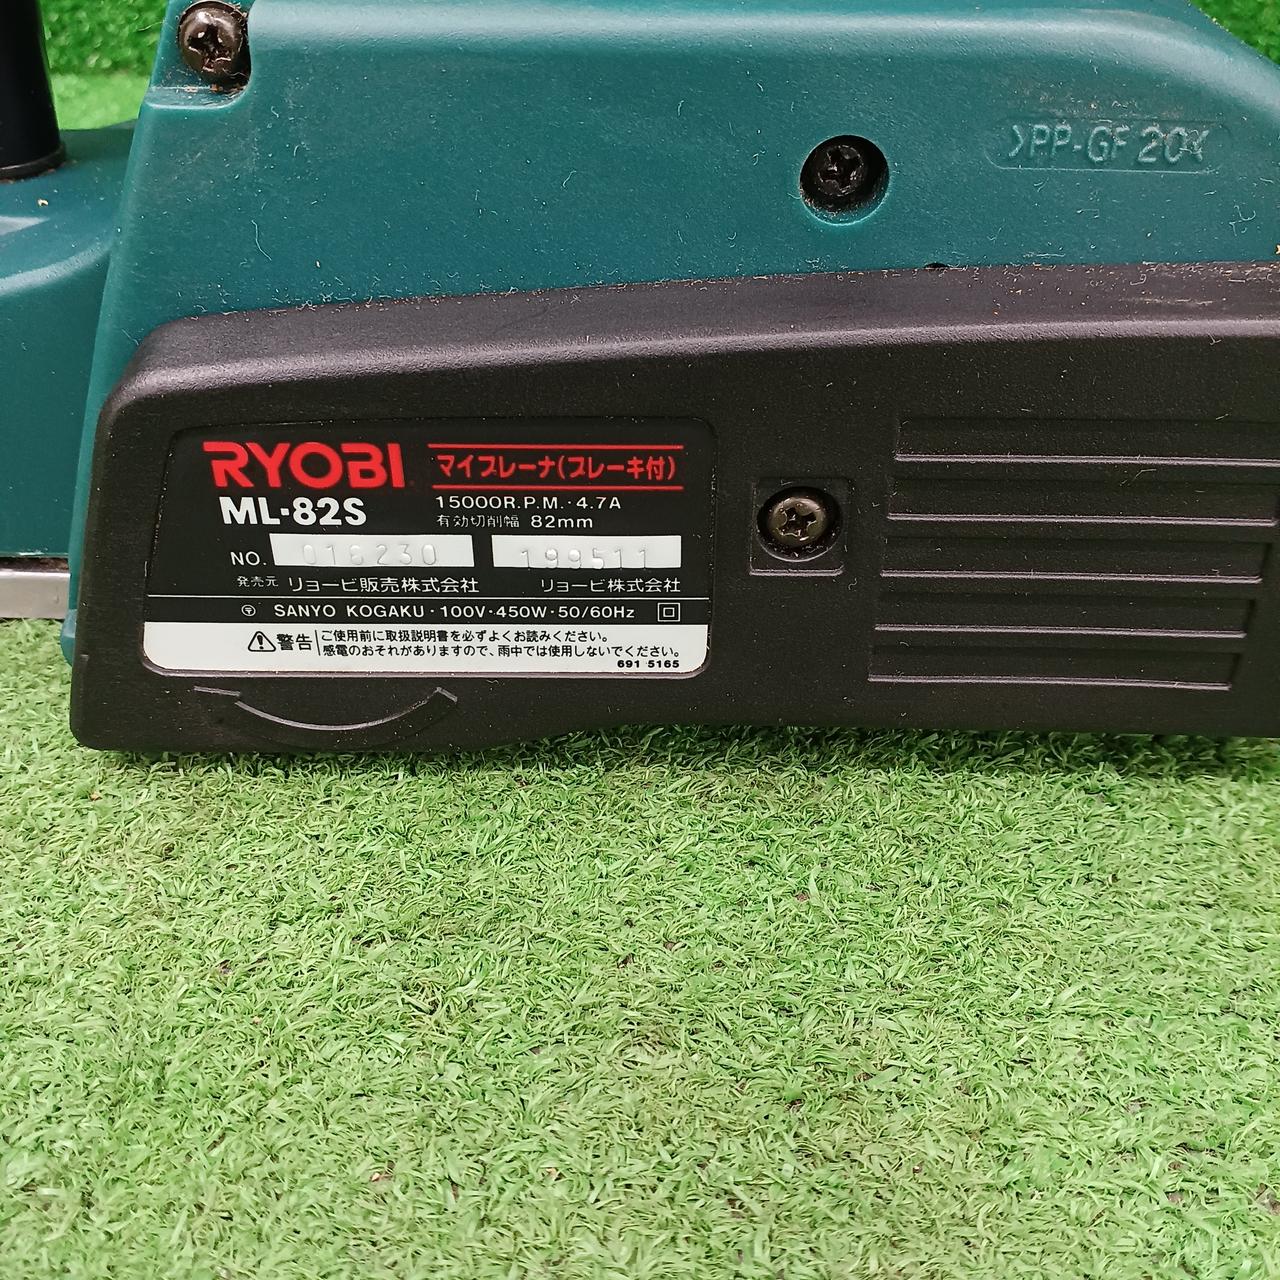 >PP-GF 20<
RYOBI マイプレーナ(ブレーキ付)
ML·82S 15000R.P.M.·4.7A
有効切削幅 82mm
NO. 016230 199511
発売元 リョービ販売株式会社 リョービ株式会社
SANYO KOGAKU·100V·450W·50/60Hz
警告 ご使用前に取扱説明書を必ずよくお読みください。
感電のおそれがありますので、雨中では使用しないでください。
691 5165